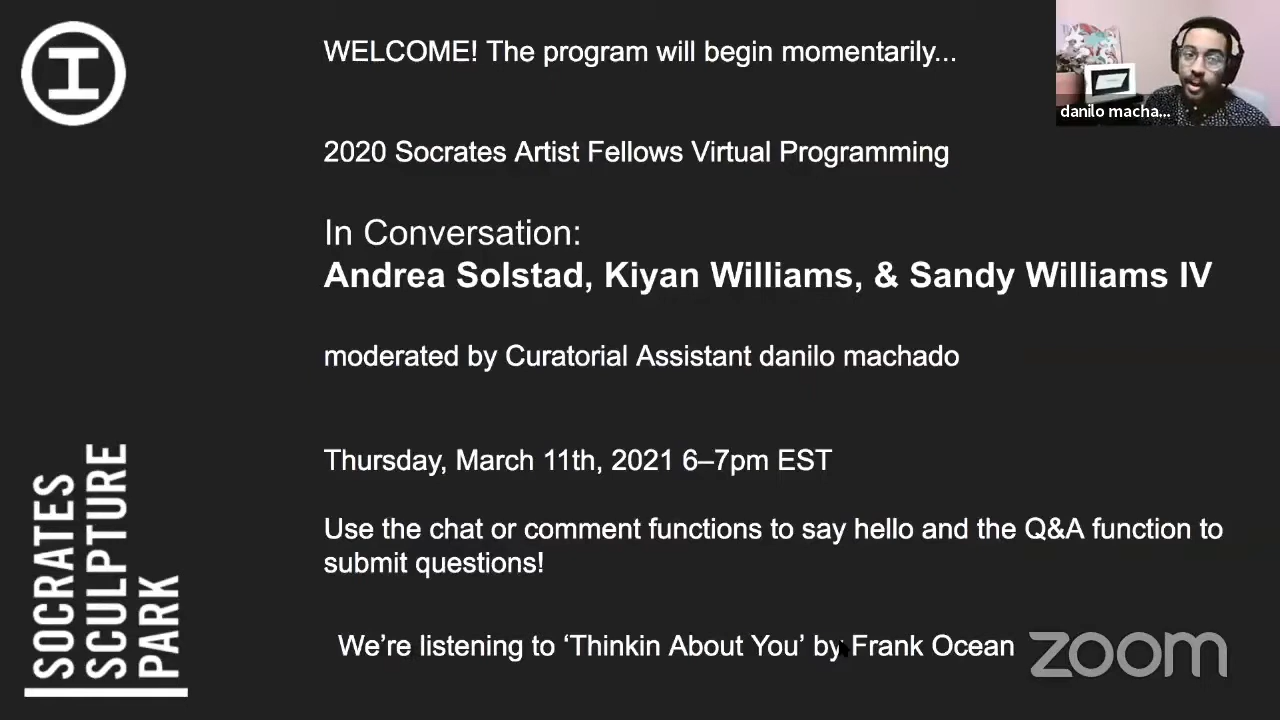 WELCOME! The program will begin momentarily...
danilo macha...
2020 Socrates Artist Fellows Virtual Programming
In Conversation:
Andrea Solstad, Kiyan Williams, & Sandy Williams IV
moderated by Curatorial Assistant danilo machado
Thursday, March 11th, 2021 6–7pm EST
Use the chat or comment functions to say hello and the Q&A function to
submit questions!
We’re listening to ‘Thinkin About You’ by Frank Ocean
zoom
SOCRATES
SCULPTURE
PARK